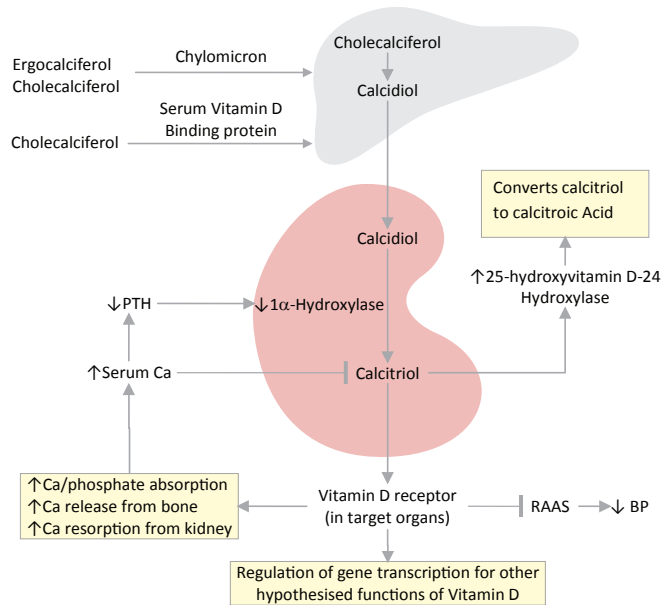 Cholecalciferol
Ergocalciferol
Cholecalciferol
Chylomicron
Calcidiol
Serum Vitamin D
Binding protein
Cholecalciferol
Converts calcitriol
to calcitroic Acid
Calcidiol
↑25-hydroxyvitamin D-24
Hydroxylase
↓PTH
↓1α-Hydroxylase
↑Serum Ca
Calcitriol
↑Ca/phosphate absorption
↑Ca release from bone
↑Ca resorption from kidney
Vitamin D receptor
(in target organs)
RAAS
↓ BP
Regulation of gene transcription for other
hypothesised functions of Vitamin D